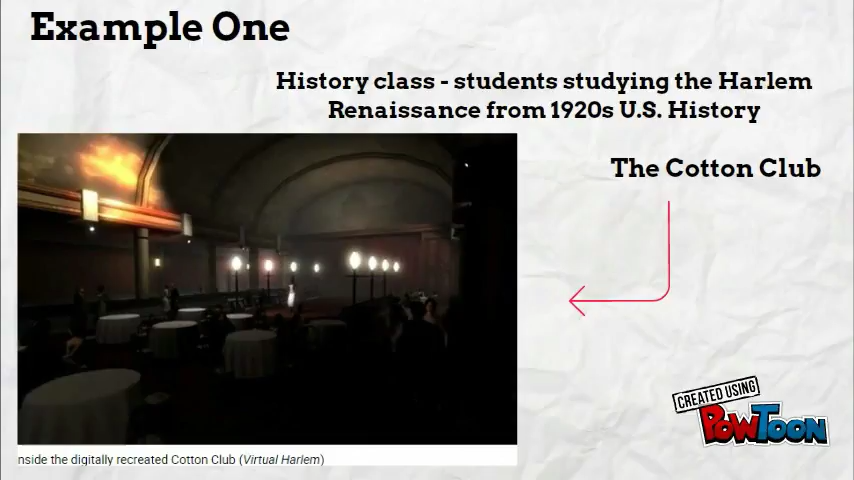 Example One
History class - students studying the Harlem
Renaissance from 1920s U.S. History
The Cotton Club
CREATED USING
POWTOON
nside the digitally recreated Cotton Club (Virtual Harlem)